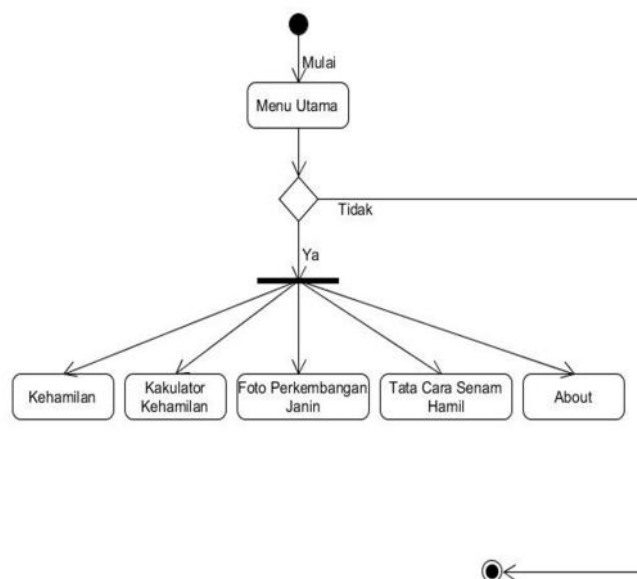 Mulai
Menu Utama
Tidak
Ya
Kehamilan
Kakulator
Kehamilan
Foto Perkembangan
Janin
Tata Cara Senam
Hamil
About